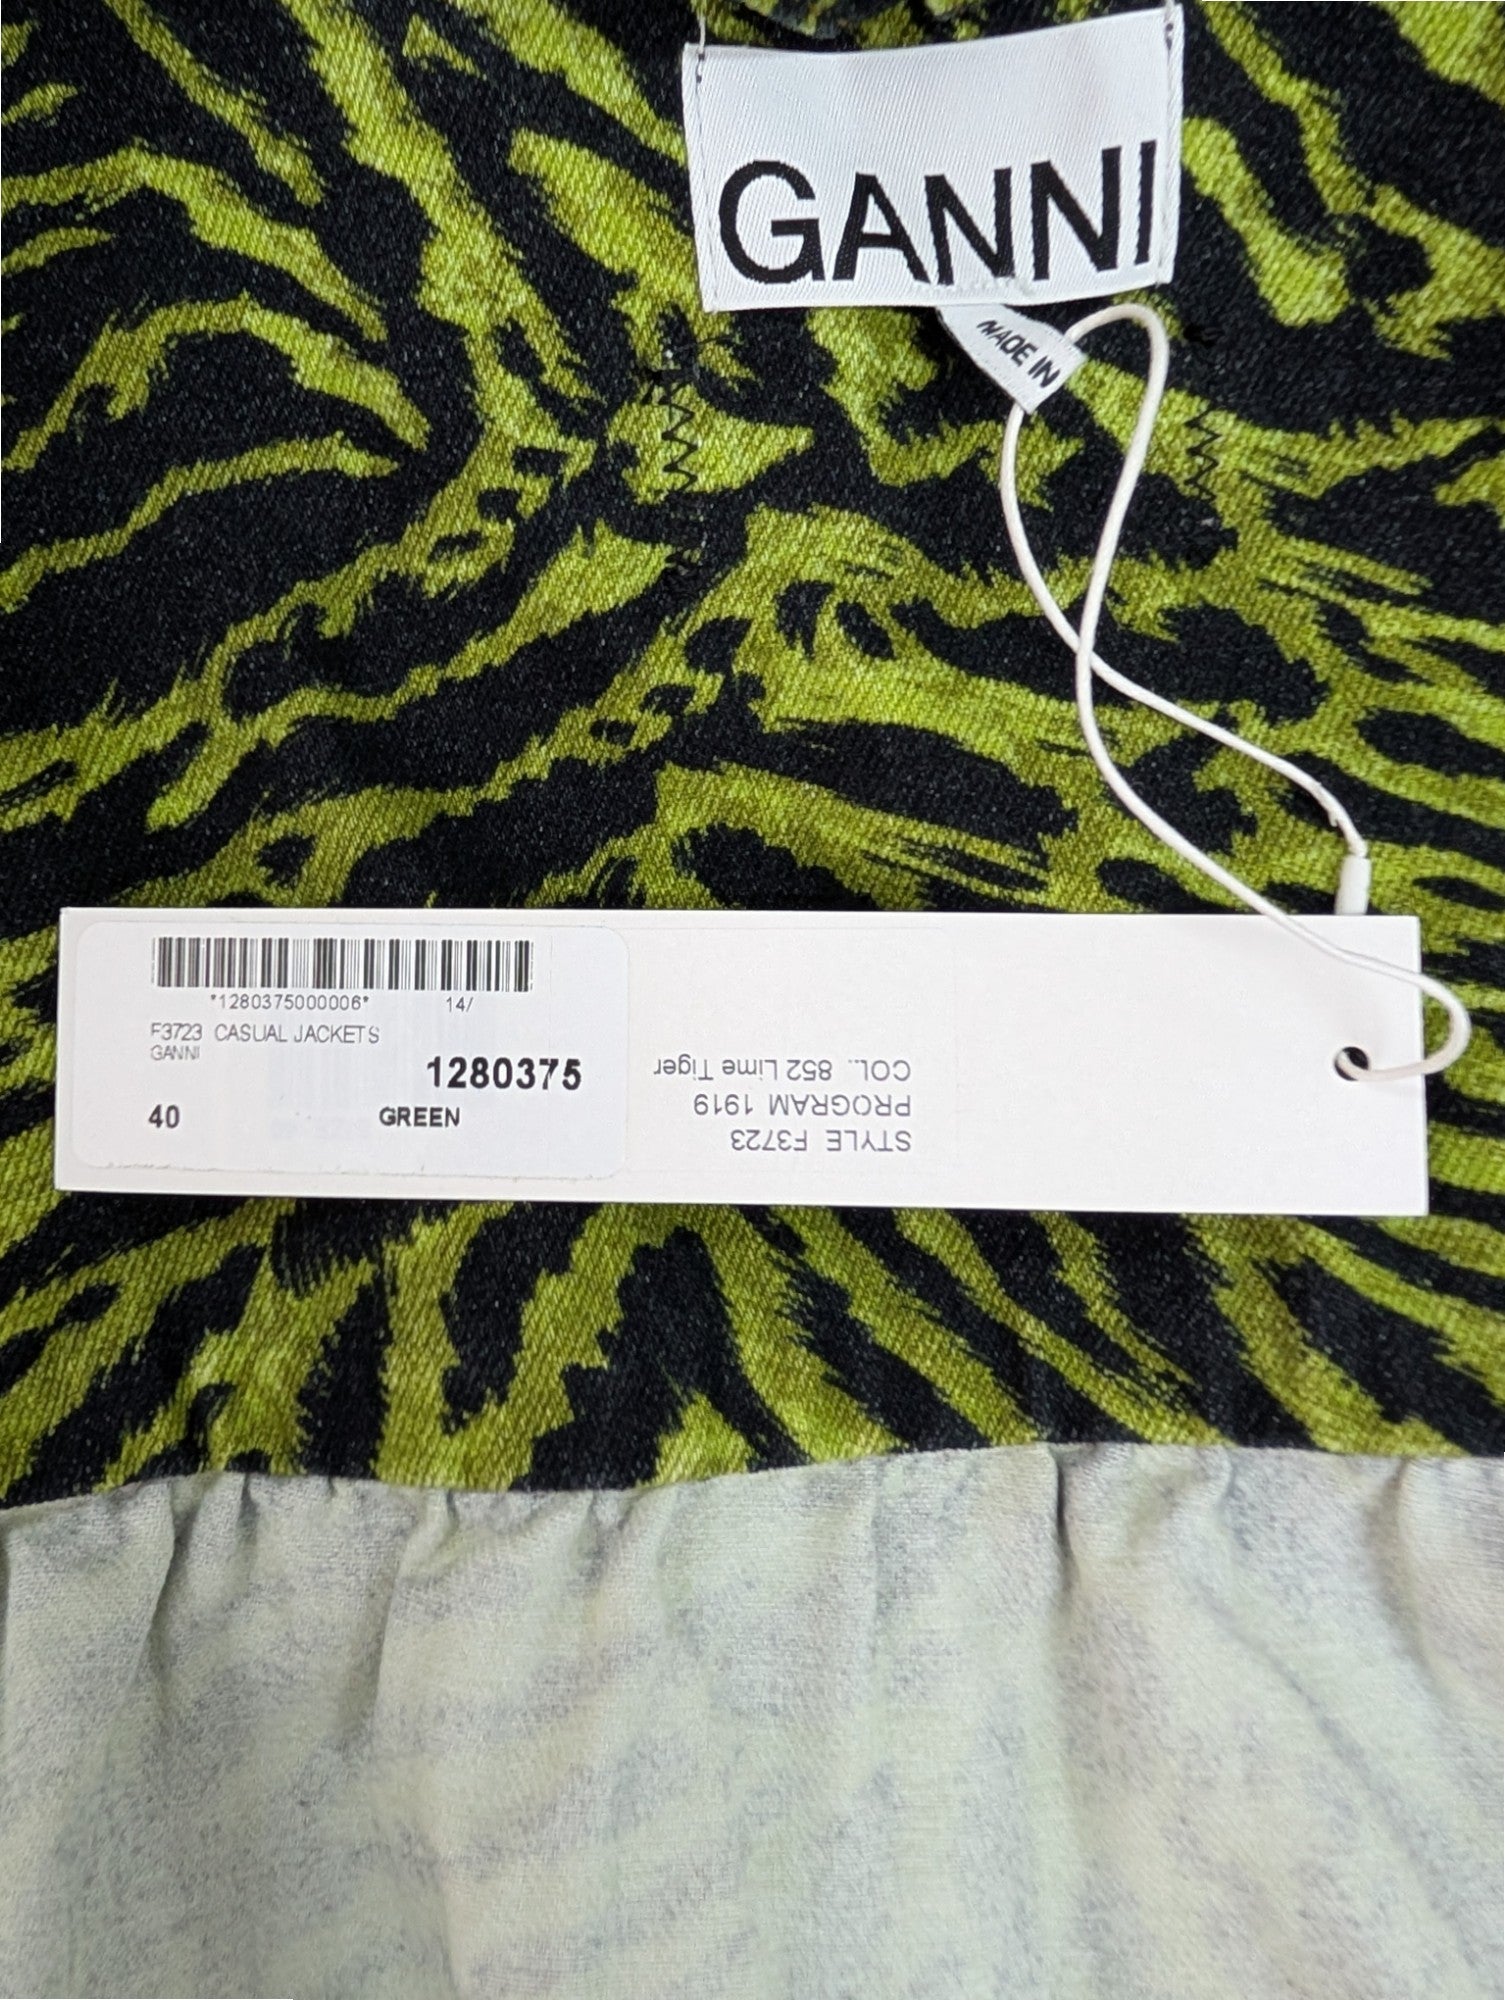 GANNI
MADE IN
*1280375000006* 14/
F3723 CASUAL JACKETS
GANNI
1280375
40 GREEN
STYLE F3723
PROGRAM 1919
COL.. 852 Lime Tiger